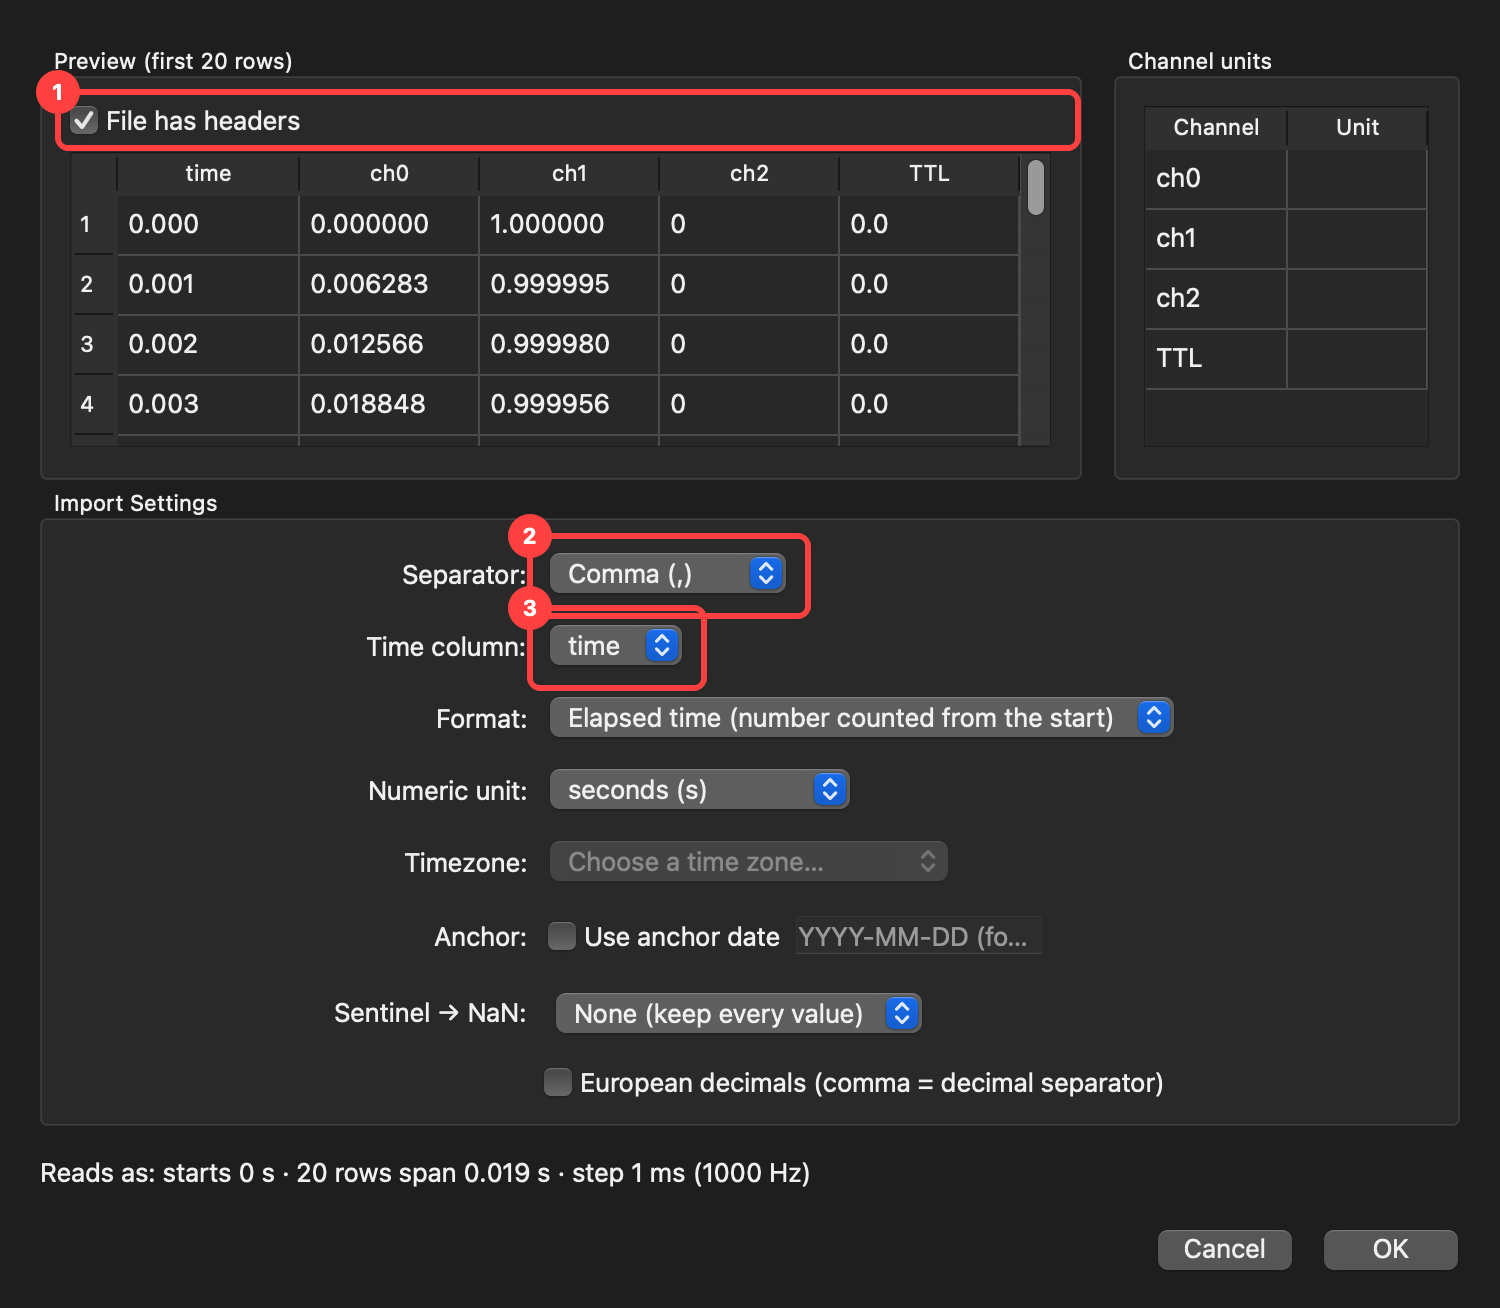 Preview (first 20 rows)
1
File has headers
time ch0 ch1 ch2 TTL
1 0.000 0.000000 1.000000 0 0.0
2 0.001 0.006283 0.999995 0 0.0
3 0.002 0.012566 0.999980 0 0.0
4 0.003 0.018848 0.999956 0 0.0
Channel units
Channel Unit
ch0
ch1
ch2
TTL
Import Settings
2
Separator: Comma (,)
3
Time column: time
Format: Elapsed time (number counted from the start)
Numeric unit: seconds (s)
Timezone: Choose a time zone...
Anchor: Use anchor date YYYY-MM-DD (fo...
Sentinel → NaN: None (keep every value)
European decimals (comma = decimal separator)
Reads as: starts 0 s · 20 rows span 0.019 s · step 1 ms (1000 Hz)
Cancel OK